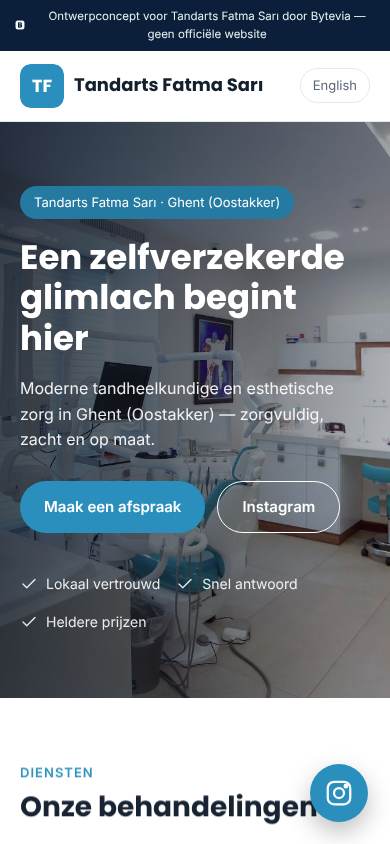 Ontwerpconcept voor Tandarts Fatma Sarı door Bytevia —
geen officiële website
TF
Tandarts Fatma Sarı
English
Tandarts Fatma Sarı · Ghent (Oostakker)
Een zelfverzekerde
glimlach begint
hier
Moderne tandheelkundige en esthetische
zorg in Ghent (Oostakker) — zorgvuldig,
zacht en op maat.
Maak een afspraak
Instagram
Lokaal vertrouwd
Snel antwoord
Heldere prijzen
DIENSTEN
Onze behandelingen